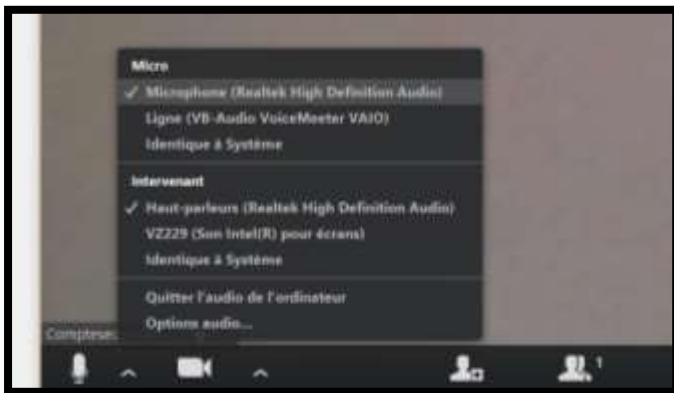 Micro
✓ Microphone (Realtek High Definition Audio)
Ligne (VB-Audio VoiceMeeter VAIO)
Identique à Système
Intervenant
✓ Haut-parleurs (Realtek High Definition Audio)
VZ229 (Son Intel(R) pour écrans)
Identique à Système
Quitter l'audio de l'ordinateur
Options audio...
1